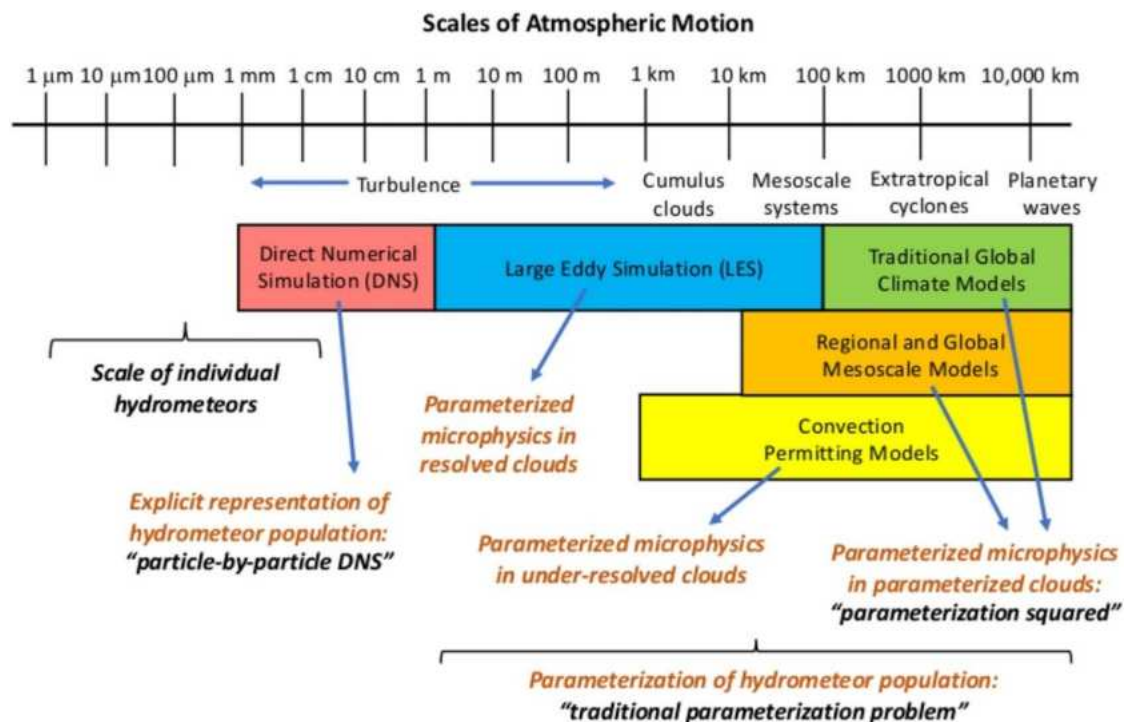 Scales of Atmospheric Motion
1 μm 10 μm 100 μm 1 mm 1 cm 10 cm 1 m 10 m 100 m 1 km 10 km 100 km 1000 km 10,000 km
Turbulence
Cumulus
clouds
Mesoscale
systems
Extratropical
cyclones
Planetary
waves
Direct Numerical
Simulation (DNS)
Large Eddy Simulation (LES)
Traditional Global
Climate Models
Regional and Global
Mesoscale Models
Convection
Permitting Models
Scale of individual
hydrometeors
Parameterized
microphysics in
resolved clouds
Explicit representation of
hydrometeor population:
“particle-by-particle DNS”
Parameterized microphysics
in under-resolved clouds
Parameterized microphysics
in parameterized clouds:
“parameterization squared”
Parameterization of hydrometeor population:
“traditional parameterization problem”